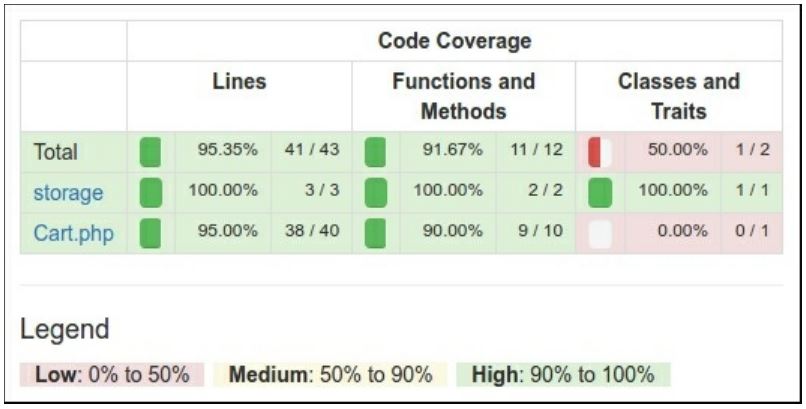 Code Coverage
Lines Functions and Methods Classes and Traits
Total 95.35% 41 / 43 91.67% 11 / 12 50.00% 1 / 2
storage 100.00% 3 / 3 100.00% 2 / 2 100.00% 1 / 1
Cart.php 95.00% 38 / 40 90.00% 9 / 10 0.00% 0 / 1
Legend
Low: 0% to 50% Medium: 50% to 90% High: 90% to 100%